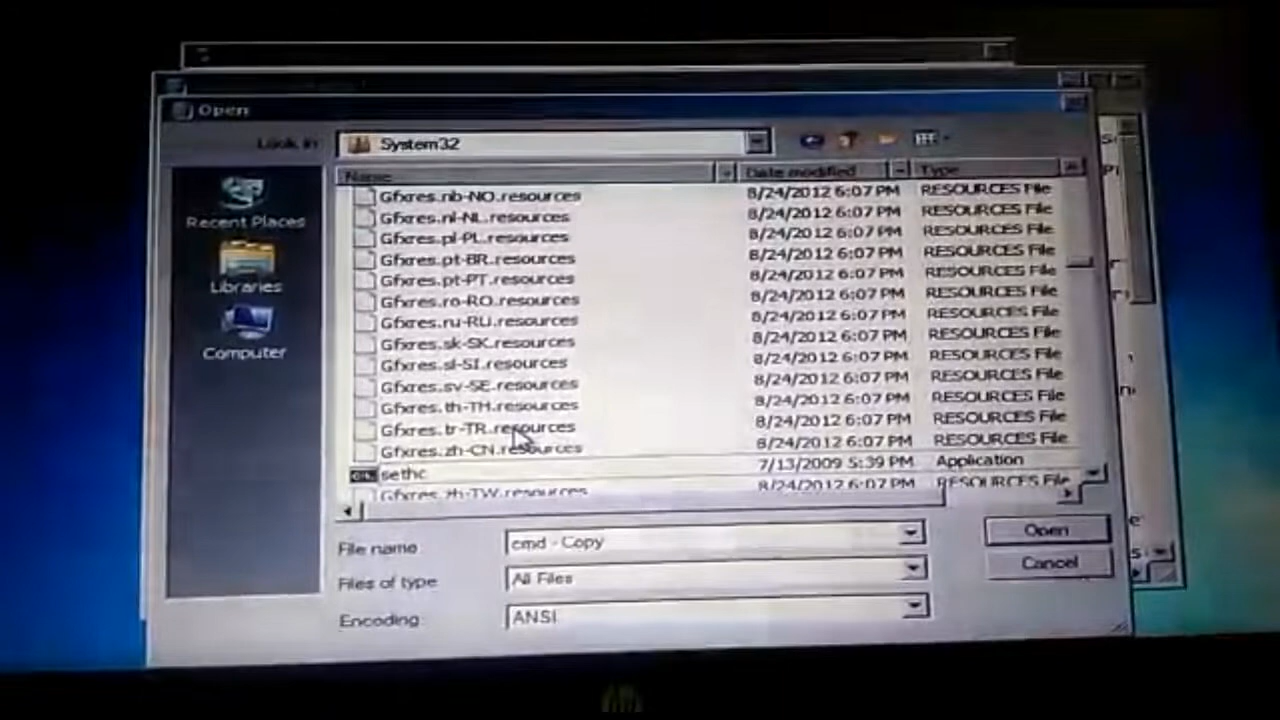 Open
Look in
System32
Name
Date modified
Type
Recent Places
Libraries
Computer
Gfxres.nb-NO.resources 8/24/2012 6:07 PM RESOURCES File
Gfxres.nl-NL.resources 8/24/2012 6:07 PM RESOURCES File
Gfxres.pl-PL.resources 8/24/2012 6:07 PM RESOURCES File
Gfxres.pt-BR.resources 8/24/2012 6:07 PM RESOURCES File
Gfxres.pt-PT.resources 8/24/2012 6:07 PM RESOURCES File
Gfxres.ro-RO.resources 8/24/2012 6:07 PM RESOURCES File
Gfxres.ru-RU.resources 8/24/2012 6:07 PM RESOURCES File
Gfxres.sk-SK.resources 8/24/2012 6:07 PM RESOURCES File
Gfxres.sl-SI.resources 8/24/2012 6:07 PM RESOURCES File
Gfxres.sv-SE.resources 8/24/2012 6:07 PM RESOURCES File
Gfxres.th-TH.resources 8/24/2012 6:07 PM RESOURCES File
Gfxres.tr-TR.resources 8/24/2012 6:07 PM RESOURCES File
Gfxres.zh-CN.resources 8/24/2012 6:07 PM RESOURCES File
sethc 7/13/2009 5:39 PM Application
Gfxres.zh-TW.resources 8/24/2012 6:07 PM RESOURCES File
File name cmd - Copy Open
Files of type All Files Cancel
Encoding: ANSI
hp